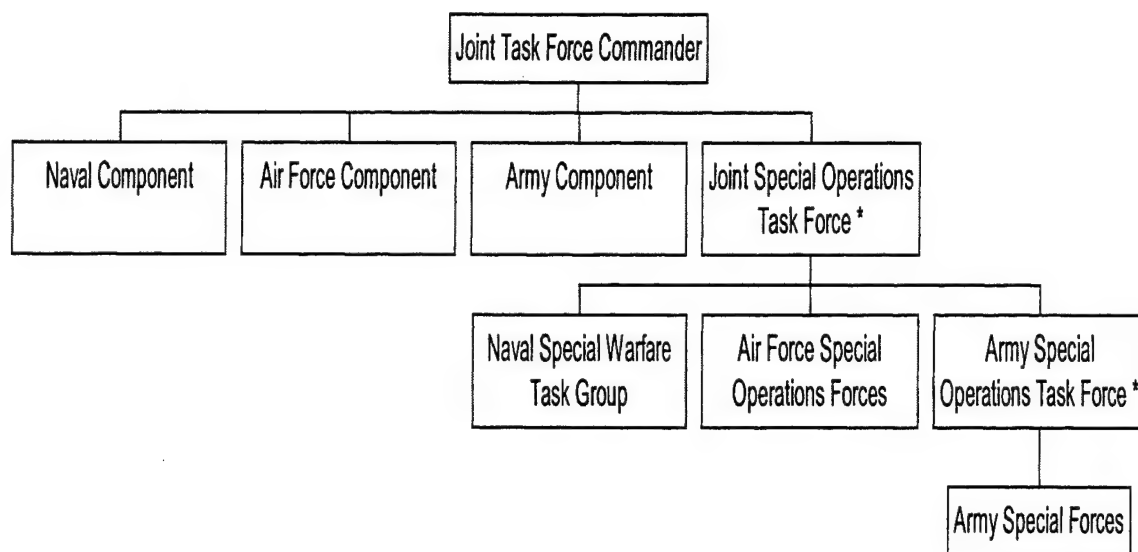 Joint Task Force Commander
Naval Component
Air Force Component
Army Component
Joint Special Operations
Task Force *
Naval Special Warfare
Task Group
Air Force Special
Operations Forces
Army Special
Operations Task Force *
Army Special Forces